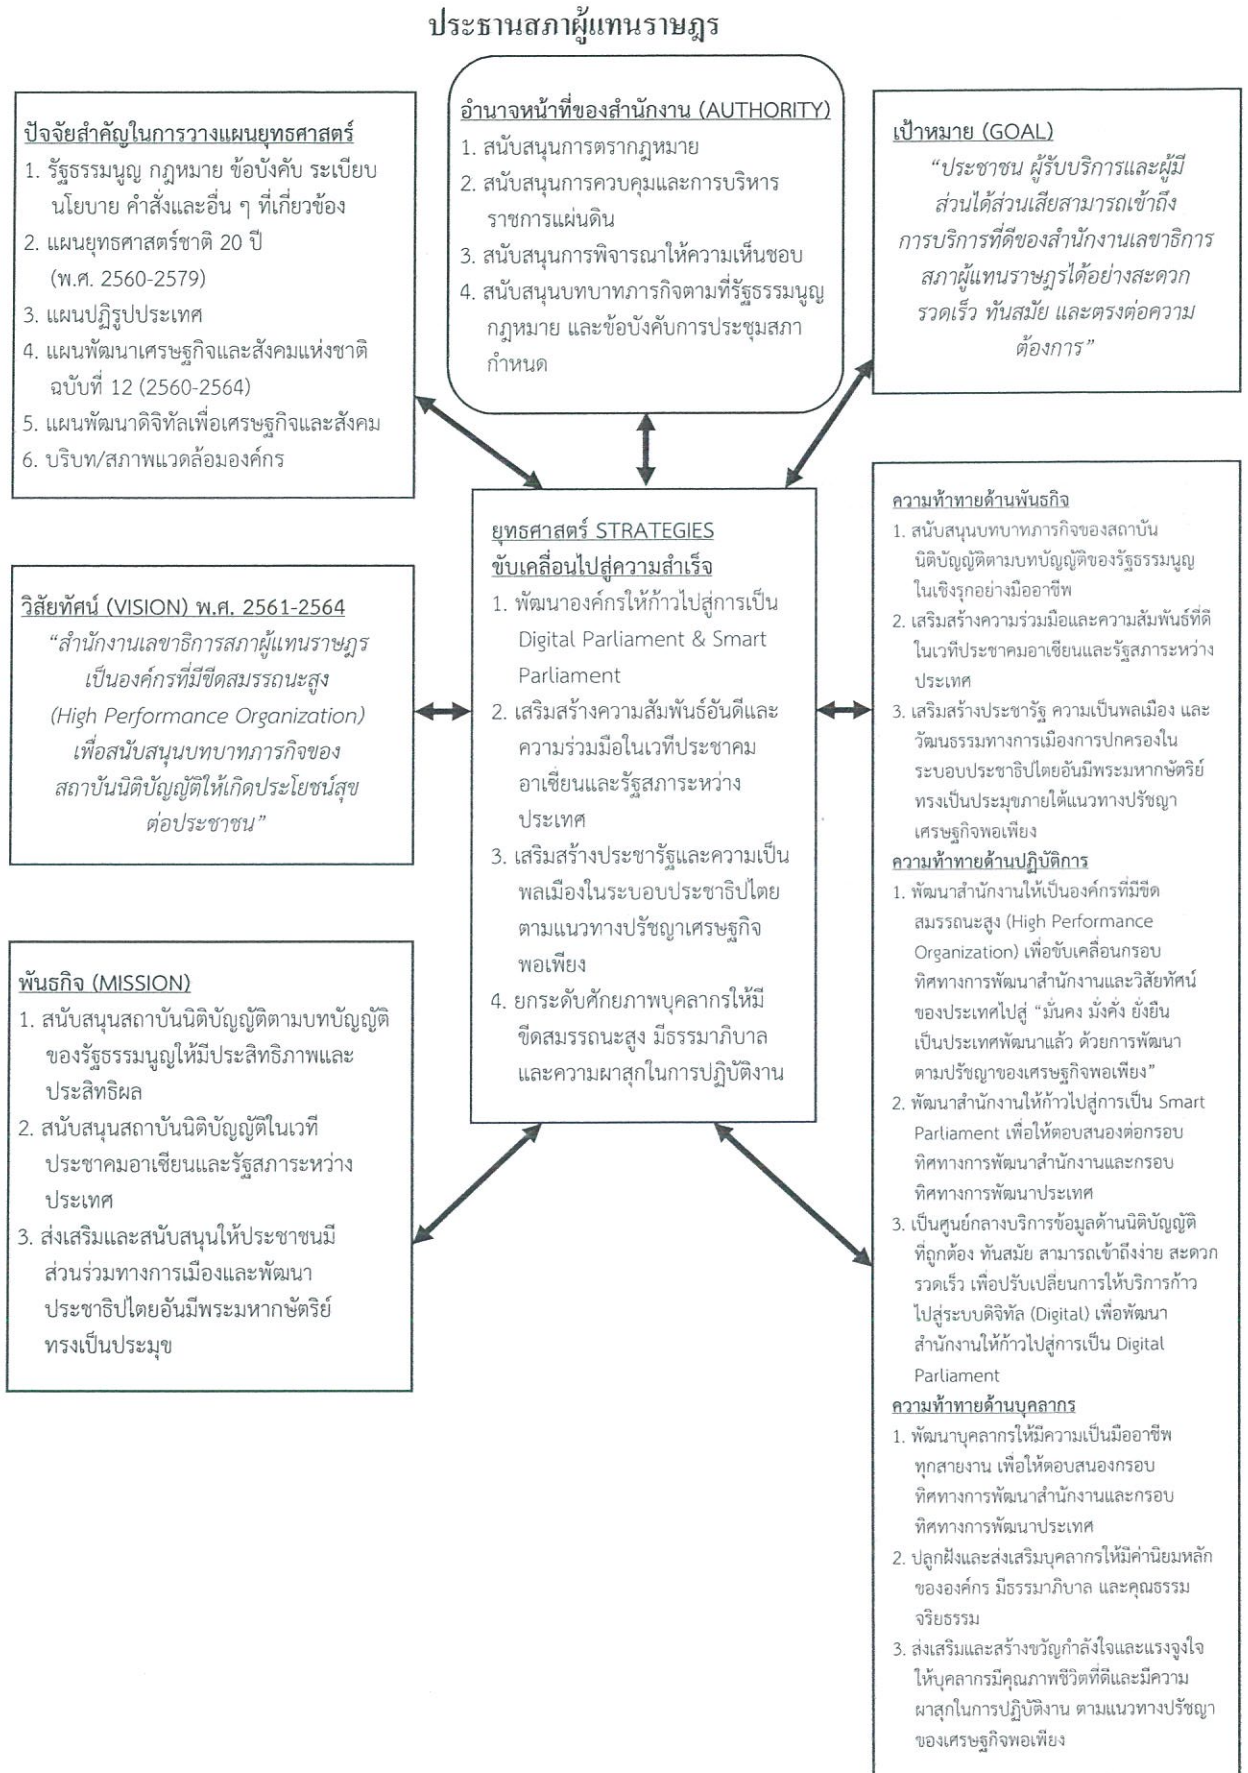 ประธานสภาผู้แทนราษฎร
ปัจจัยสำคัญในการวางแผนยุทธศาสตร์
1. รัฐธรรมนูญ กฎหมาย ข้อบังคับ ระเบียบ
นโยบาย คำสั่งและอื่น ๆ ที่เกี่ยวข้อง
2. แผนยุทธศาสตร์ชาติ 20 ปี
(พ.ศ. 2560-2579)
3. แผนปฏิรูปประเทศ
4. แผนพัฒนาเศรษฐกิจและสังคมแห่งชาติ
ฉบับที่ 12 (2560-2564)
5. แผนพัฒนาดิจิทัลเพื่อเศรษฐกิจและสังคม
6. บริบท/สภาพแวดล้อมองค์กร
อำนาจหน้าที่ของสำนักงาน (AUTHORITY)
1. สนับสนุนการตรากฎหมาย
2. สนับสนุนการควบคุมและการบริหาร
ราชการแผ่นดิน
3. สนับสนุนการพิจารณาให้ความเห็นชอบ
4. สนับสนุนบทบาทภารกิจตามที่รัฐธรรมนูญ
กฎหมาย และข้อบังคับการประชุมสภา
กำหนด
เป้าหมาย (GOAL)
“ประชาชน ผู้รับบริการและผู้มี
ส่วนได้ส่วนเสียสามารถเข้าถึง
การบริการที่ดีของสำนักงานเลขาธิการ
สภาผู้แทนราษฎรได้อย่างสะดวก
รวดเร็ว ทันสมัย และตรงต่อความ
ต้องการ”
วิสัยทัศน์ (VISION) พ.ศ. 2561-2564
“สำนักงานเลขาธิการสภาผู้แทนราษฎร
เป็นองค์กรที่มีขีดสมรรถนะสูง
(High Performance Organization)
เพื่อสนับสนุนบทบาทภารกิจของ
สถาบันนิติบัญญัติให้เกิดประโยชน์สุข
ต่อประชาชน”
ยุทธศาสตร์ STRATEGIES
ขับเคลื่อนไปสู่ความสำเร็จ
1. พัฒนาองค์กรให้ก้าวไปสู่การเป็น
Digital Parliament & Smart
Parliament
2. เสริมสร้างความสัมพันธ์อันดีและ
ความร่วมมือในเวทีประชาคม
อาเซียนและรัฐสภาระหว่าง
ประเทศ
3. เสริมสร้างประชารัฐและความเป็น
พลเมืองในระบอบประชาธิปไตย
ตามแนวทางปรัชญาเศรษฐกิจ
พอเพียง
4. ยกระดับศักยภาพบุคลากรให้มี
ขีดสมรรถนะสูง มีธรรมาภิบาล
และความผาสุกในการปฏิบัติงาน
พันธกิจ (MISSION)
1. สนับสนุนสถาบันนิติบัญญัติตามบทบัญญัติ
ของรัฐธรรมนูญให้มีประสิทธิภาพและ
ประสิทธิผล
2. สนับสนุนสถาบันนิติบัญญัติในเวที
ประชาคมอาเซียนและรัฐสภาระหว่าง
ประเทศ
3. ส่งเสริมและสนับสนุนให้ประชาชนมี
ส่วนร่วมทางการเมืองและพัฒนา
ประชาธิปไตยอันมีพระมหากษัตริย์
ทรงเป็นประมุข
ความท้าทายด้านพันธกิจ
1. สนับสนุนบทบาทภารกิจของสถาบัน
นิติบัญญัติตามบทบัญญัติของรัฐธรรมนูญ
ในเชิงรุกอย่างมืออาชีพ
2. เสริมสร้างความร่วมมือและความสัมพันธ์ที่ดี
ในเวทีประชาคมอาเซียนและรัฐสภาระหว่าง
ประเทศ
3. เสริมสร้างประชารัฐ ความเป็นพลเมือง และ
วัฒนธรรมทางการเมืองการปกครองใน
ระบอบประชาธิปไตยอันมีพระมหากษัตริย์
ทรงเป็นประมุขภายใต้แนวทางปรัชญา
เศรษฐกิจพอเพียง
ความท้าทายด้านปฏิบัติการ
1. พัฒนาสำนักงานให้เป็นองค์กรที่มีขีด
สมรรถนะสูง (High Performance
Organization) เพื่อขับเคลื่อนกรอบ
ทิศทางการพัฒนาสำนักงานและวิสัยทัศน์
ของประเทศไปสู่ “มั่นคง มั่งคั่ง ยั่งยืน
เป็นประเทศพัฒนาแล้ว ด้วยการพัฒนา
ตามปรัชญาของเศรษฐกิจพอเพียง”
2. พัฒนาสำนักงานให้ก้าวไปสู่การเป็น Smart
Parliament เพื่อให้ตอบสนองต่อกรอบ
ทิศทางการพัฒนาสำนักงานและกรอบ
ทิศทางการพัฒนาประเทศ
3. เป็นศูนย์กลางบริการข้อมูลด้านนิติบัญญัติ
ที่ถูกต้อง ทันสมัย สามารถเข้าถึงง่าย สะดวก
รวดเร็ว เพื่อปรับเปลี่ยนการให้บริการก้าว
ไปสู่ระบบดิจิทัล (Digital) เพื่อพัฒนา
สำนักงานให้ก้าวไปสู่การเป็น Digital
Parliament
ความท้าทายด้านบุคลากร
1. พัฒนาบุคลากรให้มีความเป็นมืออาชีพ
ทุกสายงาน เพื่อให้ตอบสนองกรอบ
ทิศทางการพัฒนาสำนักงานและกรอบ
ทิศทางการพัฒนาประเทศ
2. ปลูกฝังและส่งเสริมบุคลากรให้มีค่านิยมหลัก
ขององค์กร มีธรรมาภิบาล และคุณธรรม
จริยธรรม
3. ส่งเสริมและสร้างขวัญกำลังใจและแรงจูงใจ
ให้บุคลากรมีคุณภาพชีวิตที่ดีและมีความ
ผาสุกในการปฏิบัติงาน ตามแนวทางปรัชญา
ของเศรษฐกิจพอเพียง